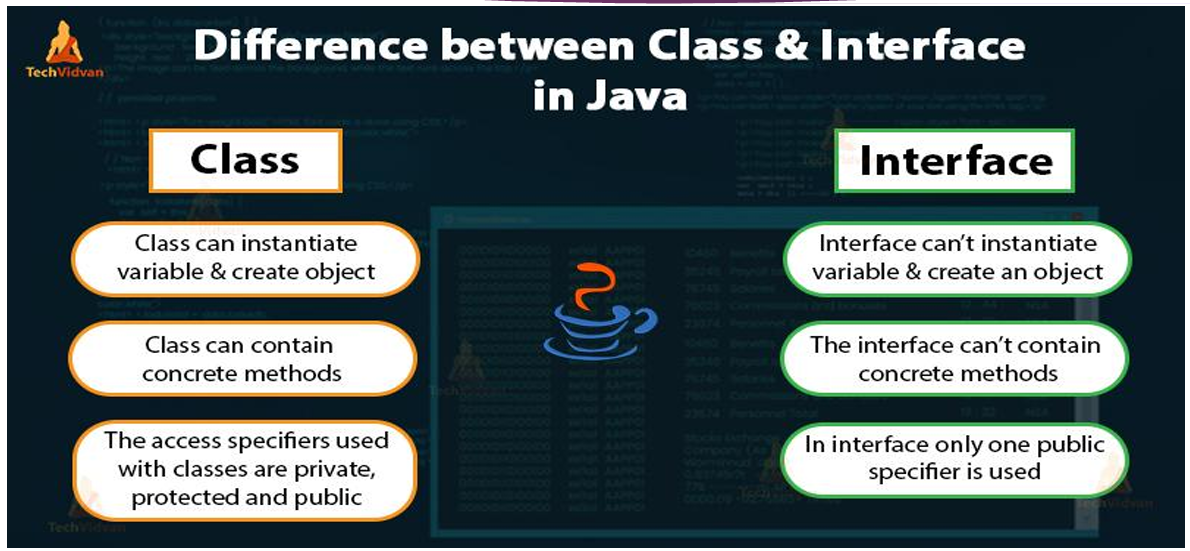 TechVidvan
Difference between Class & Interface
in Java
Class
Class can instantiate
variable & create object
Class can contain
concrete methods
The access specifiers used
with classes are private,
protected and public
Interface
Interface can't instantiate
variable & create an object
The interface can't contain
concrete methods
In interface only one public
specifier is used